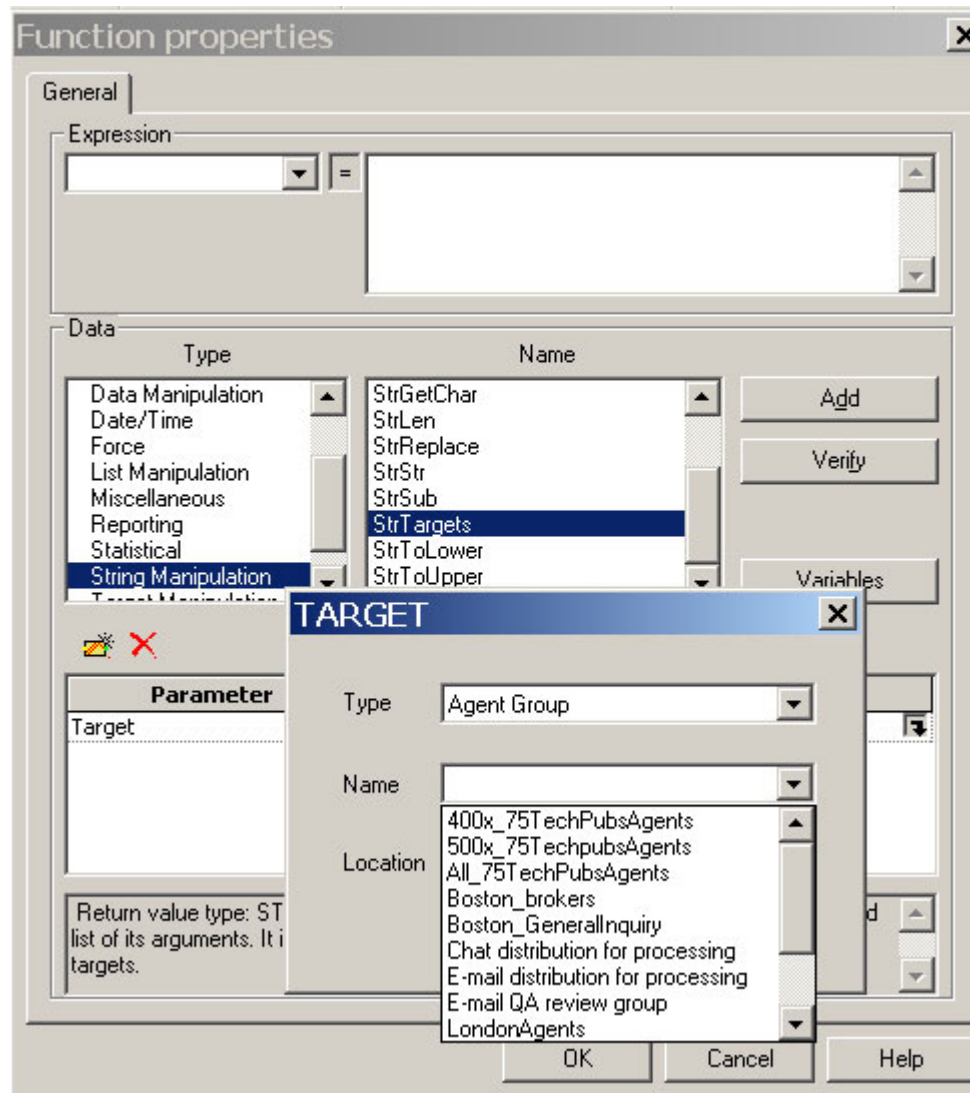 Function properties
General
Expression
=
Data
Type
Name
Data Manipulation
Date/Time
Force
List Manipulation
Miscellaneous
Reporting
Statistical
String Manipulation
Target Manipulation
StrGetChar
StrLen
StrReplace
StrStr
StrSub
StrTargets
StrToLower
StrToUpper
Add
Verify
Variables
Parameter
Target
TARGET
Type
Agent Group
Name
400x_75TechPubsAgents
500x_75TechpubsAgents
All_75TechPubsAgents
Boston_brokers
Boston_GeneralInquiry
Chat distribution for processing
E-mail distribution for processing
E-mail QA review group
LondonAgents
Location
Return value type: ST
list of its arguments. It i
targets.
d
OK
Cancel
Help